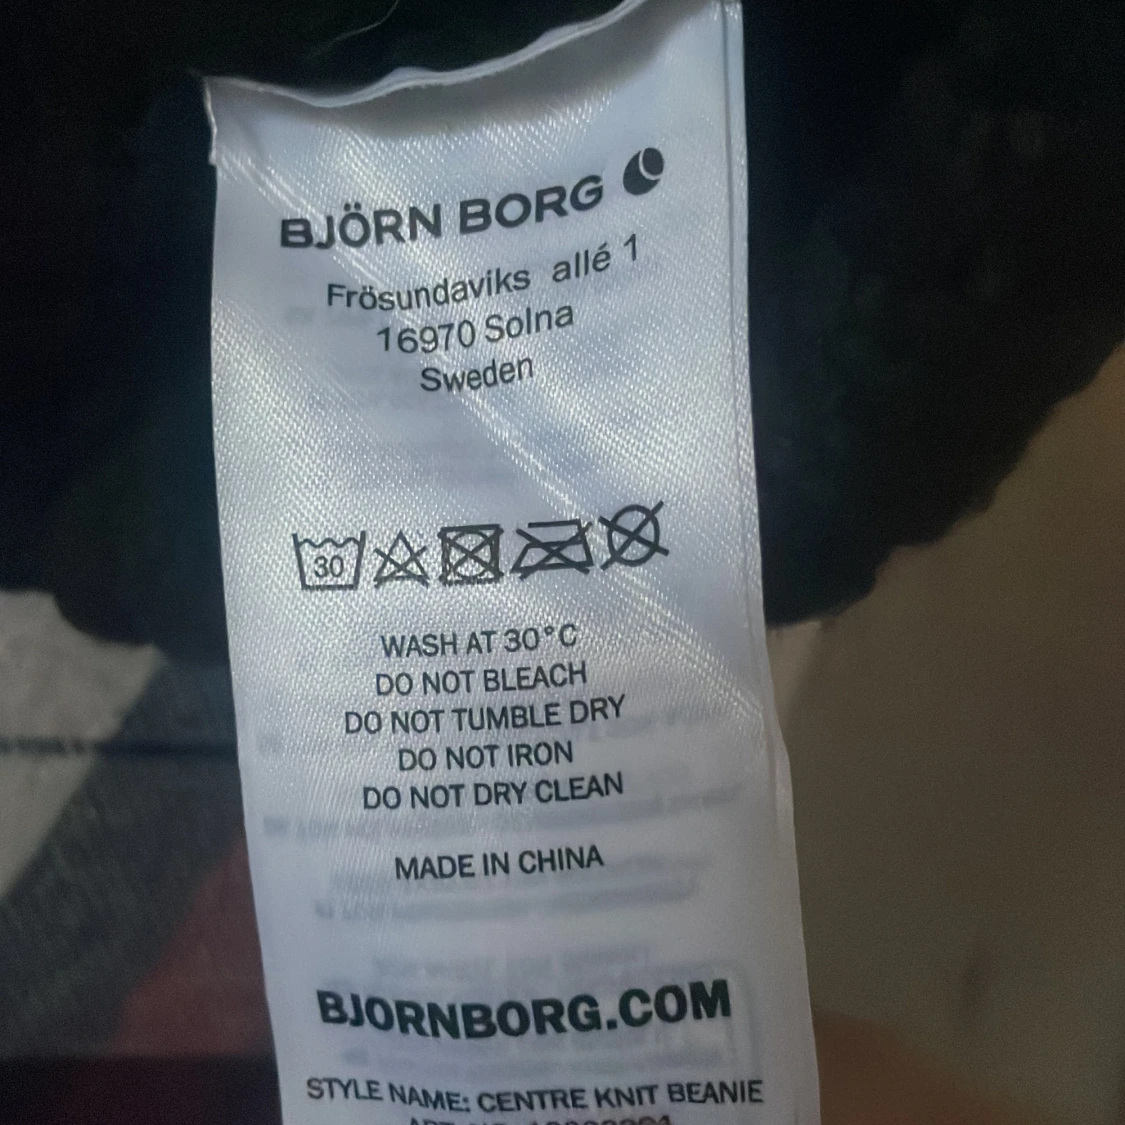 BJÖRN BORG
Frösundaviks allé 1
16970 Solna
Sweden
30
WASH AT 30°C
DO NOT BLEACH
DO NOT TUMBLE DRY
DO NOT IRON
DO NOT DRY CLEAN
MADE IN CHINA
BJORNBORG.COM
STYLE NAME: CENTRE KNIT BEANIE